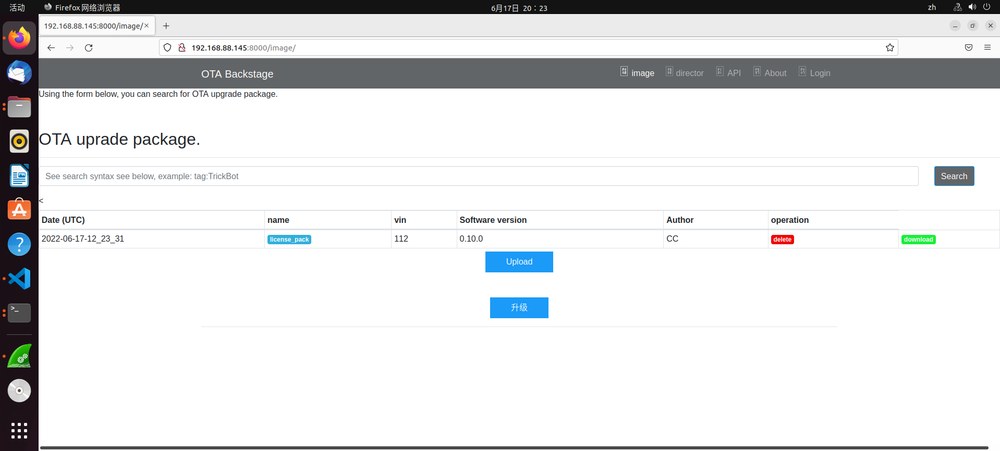 活动
Firefox 网络浏览器
6月17日 20：23
zh
192.168.88.145:8000/image/
192.168.88.145:8000/image/
OTA Backstage
image
director
API
About
Login
Using the form below, you can search for OTA upgrade package.
OTA uprade package.
See search syntax see below, example: tag:TrickBot
Search
<
Date (UTC) name vin Software version Author operation
2022-06-17-12_23_31 license_pack 112 0.10.0 CC delete download
Upload
升级